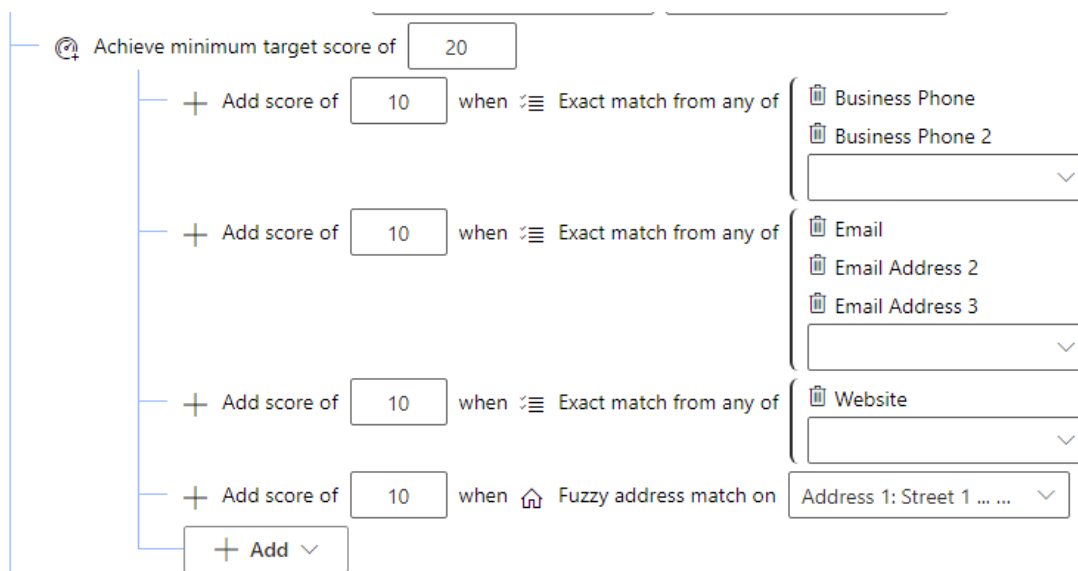 Achieve minimum target score of 20
Add score of 10 when Exact match from any of Business Phone
Business Phone 2
Add score of 10 when Exact match from any of Email
Email Address 2
Email Address 3
Add score of 10 when Exact match from any of Website
Add score of 10 when Fuzzy address match on Address 1: Street 1 ... ...
Add